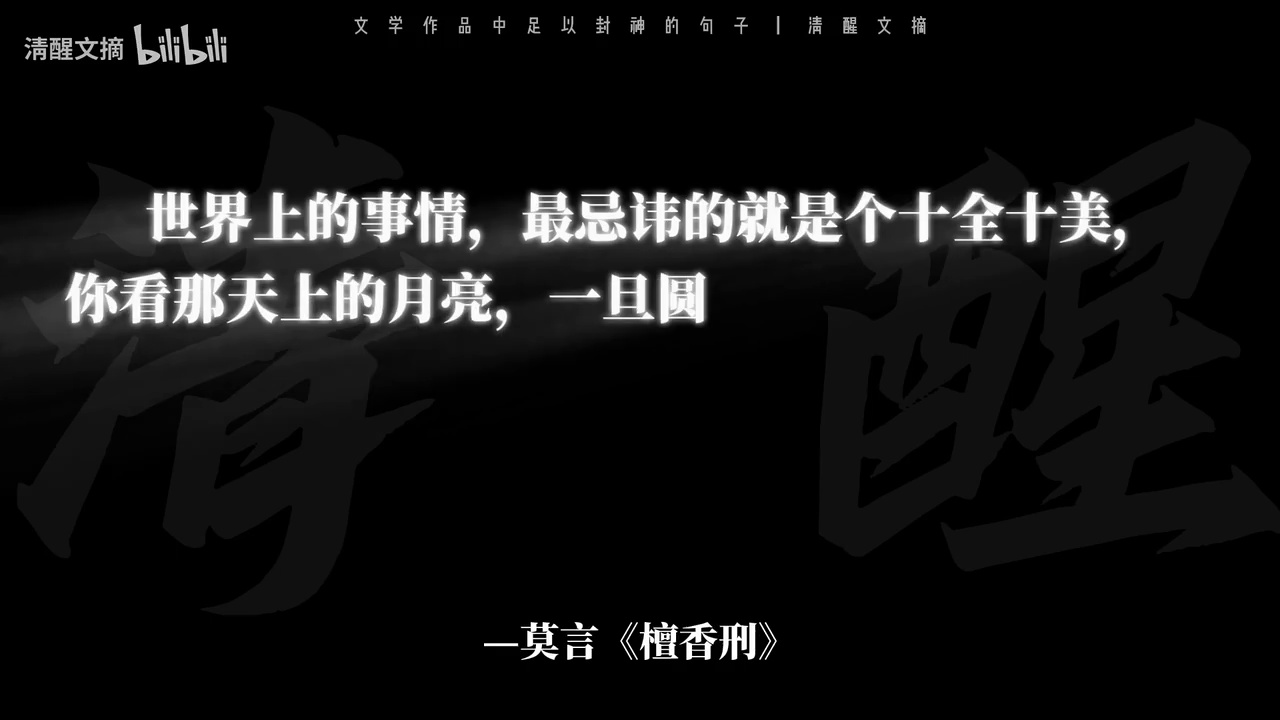 文学作品中足以封神的句子 | 清醒文摘
清醒文摘 bilibili
清醒
世界上的事情，最忌讳的就是个十全十美，
你看那天上的月亮，一旦圆
—莫言《檀香刑》